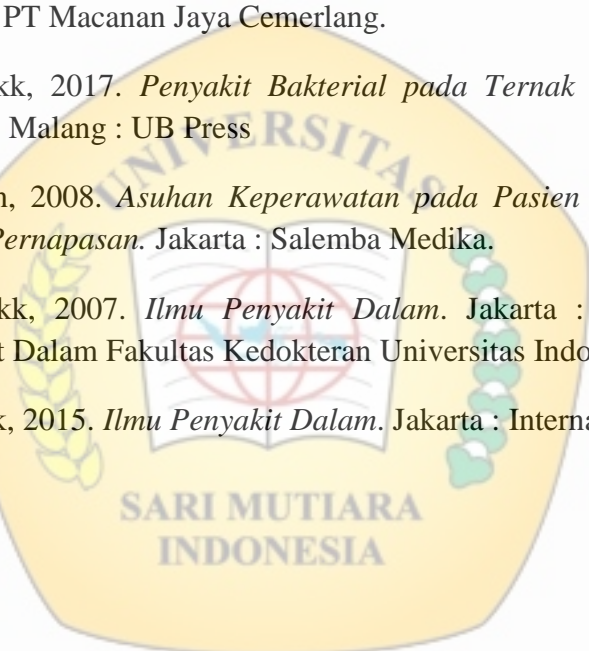 PT Macanan Jaya Cemerlang.
kk, 2017. Penyakit Bakterial pada Ternak
Malang : UB Press
n, 2008. Asuhan Keperawatan pada Pasien
Pernapasan. Jakarta : Salemba Medika.
kk, 2007. Ilmu Penyakit Dalam. Jakarta :
t Dalam Fakultas Kedokteran Universitas Indo
k, 2015. Ilmu Penyakit Dalam. Jakarta : Interna
UNIVERSITAS
SARI MUTIARA
INDONESIA